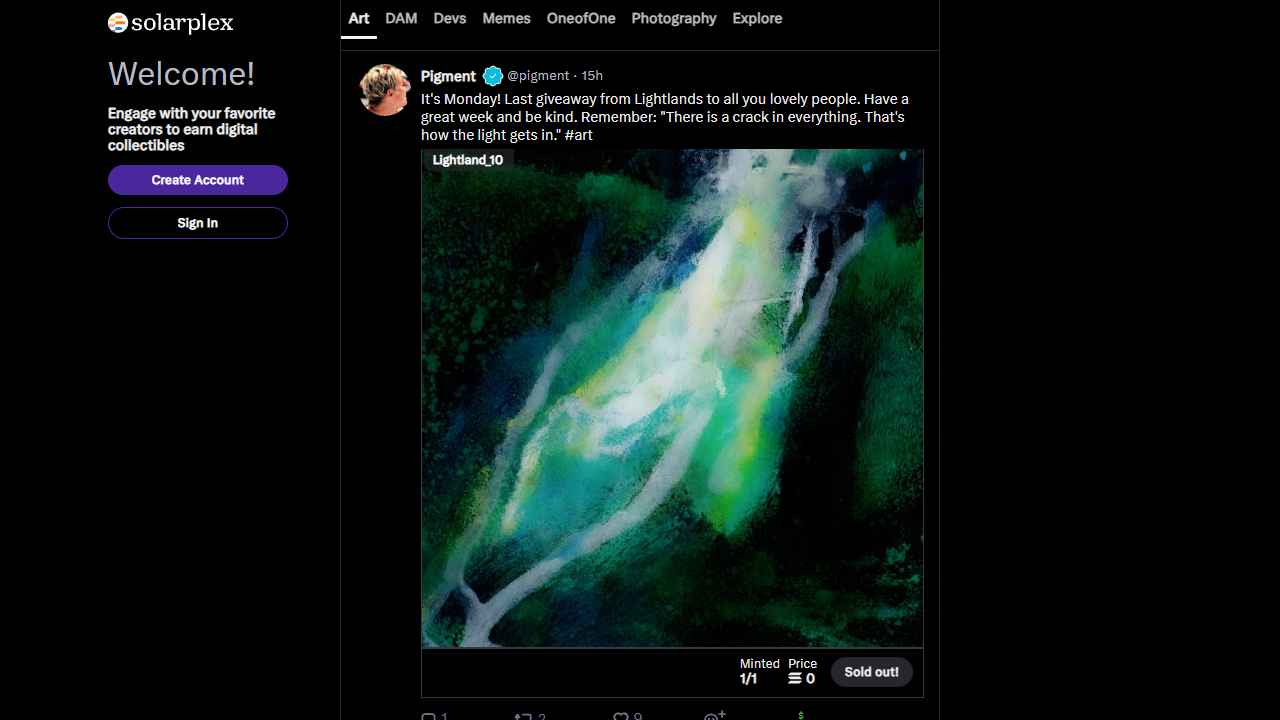 solarplex
Art DAM Devs Memes OneofOne Photography Explore
Welcome!
Engage with your favorite
creators to earn digital
collectibles
Create Account
Sign In
Pigment @pigment · 15h
It's Monday! Last giveaway from Lightlands to all you lovely people. Have a
great week and be kind. Remember: "There is a crack in everything. That's
how the light gets in." #art
Lightland_10
Minted Price
1/1 0
Sold out!
1 2 9